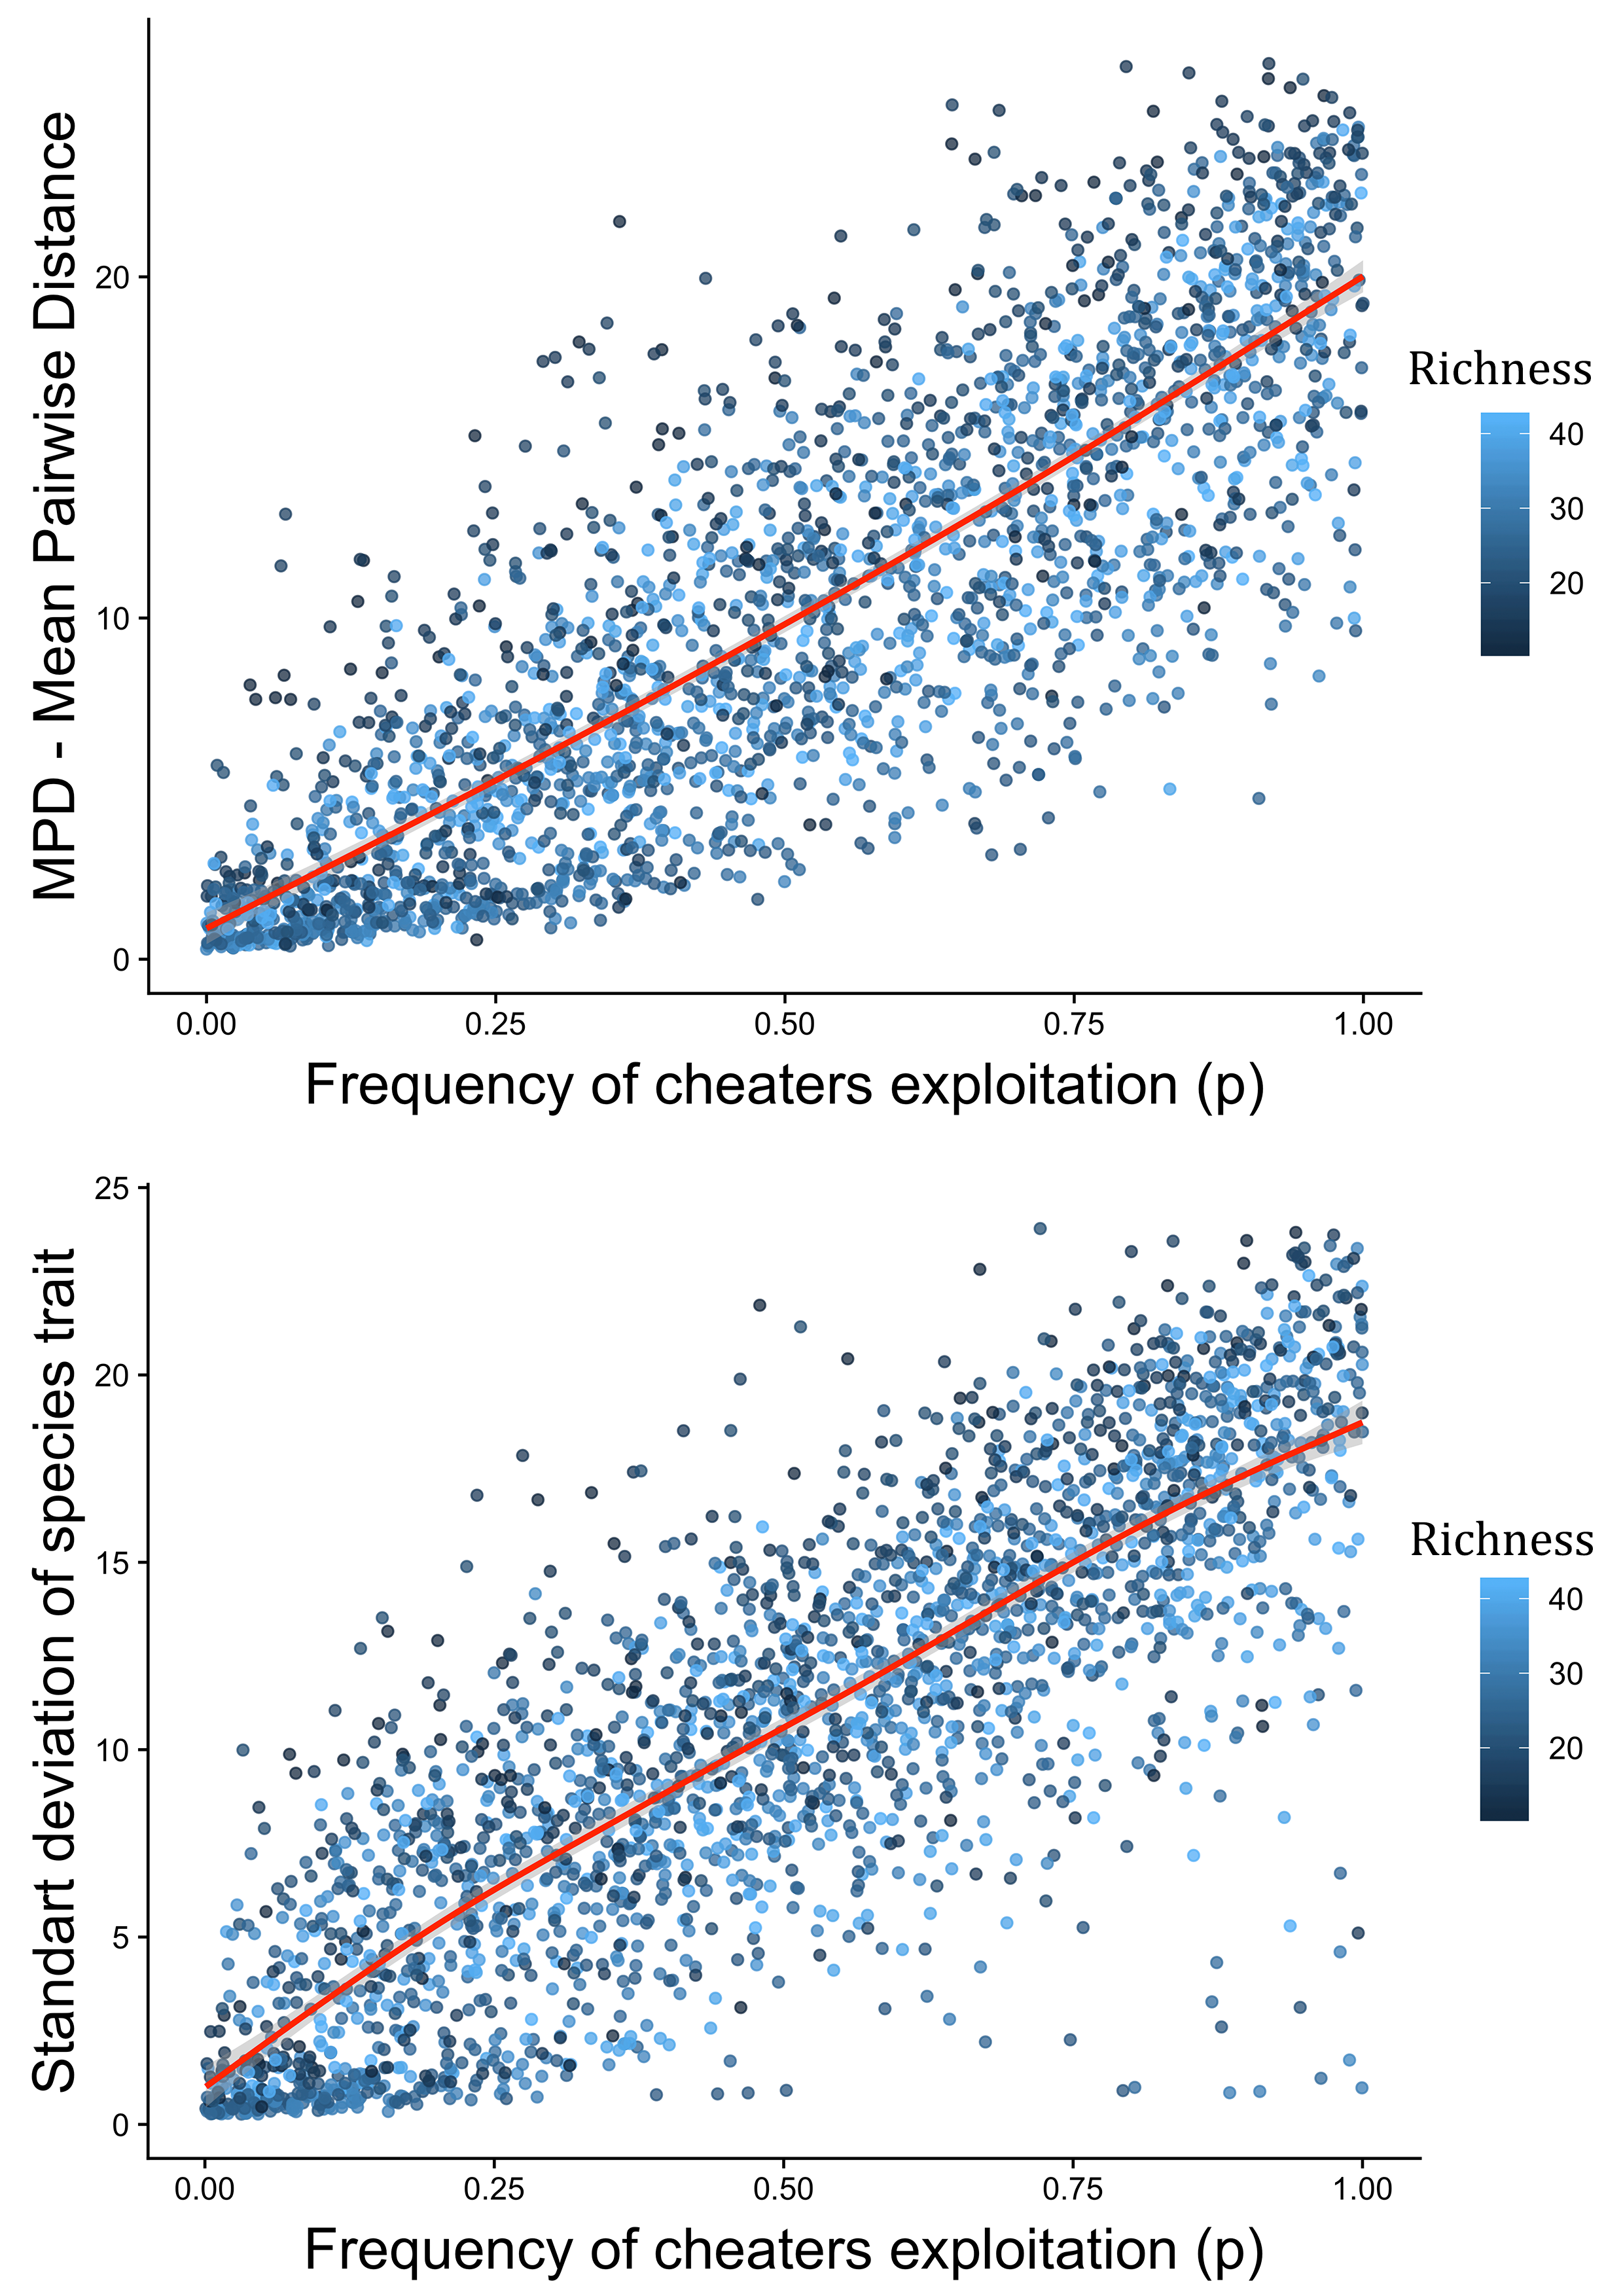 MPD - Mean Pairwise Distance
20
10
0
0.00 0.25 0.50 0.75 1.00
Frequency of cheaters exploitation (p)
Richness
40
30
20
Standart deviation of species trait
25
20
15
10
5
0
0.00 0.25 0.50 0.75 1.00
Frequency of cheaters exploitation (p)
Richness
40
30
20